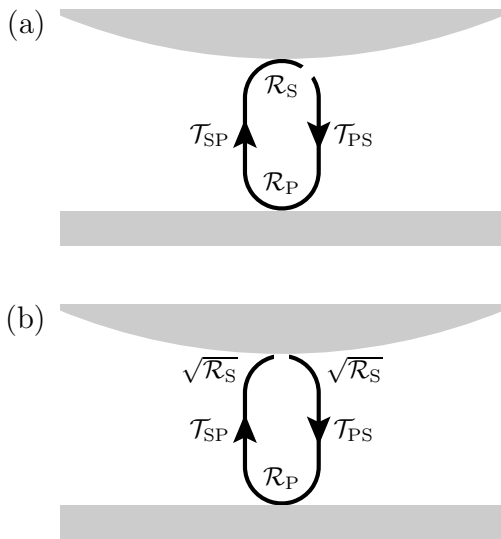 (a)
ℛ_S
𝒯_SP 𝒯_PS
ℛ_P
(b)
√ℛ_S √ℛ_S
𝒯_SP 𝒯_PS
ℛ_P